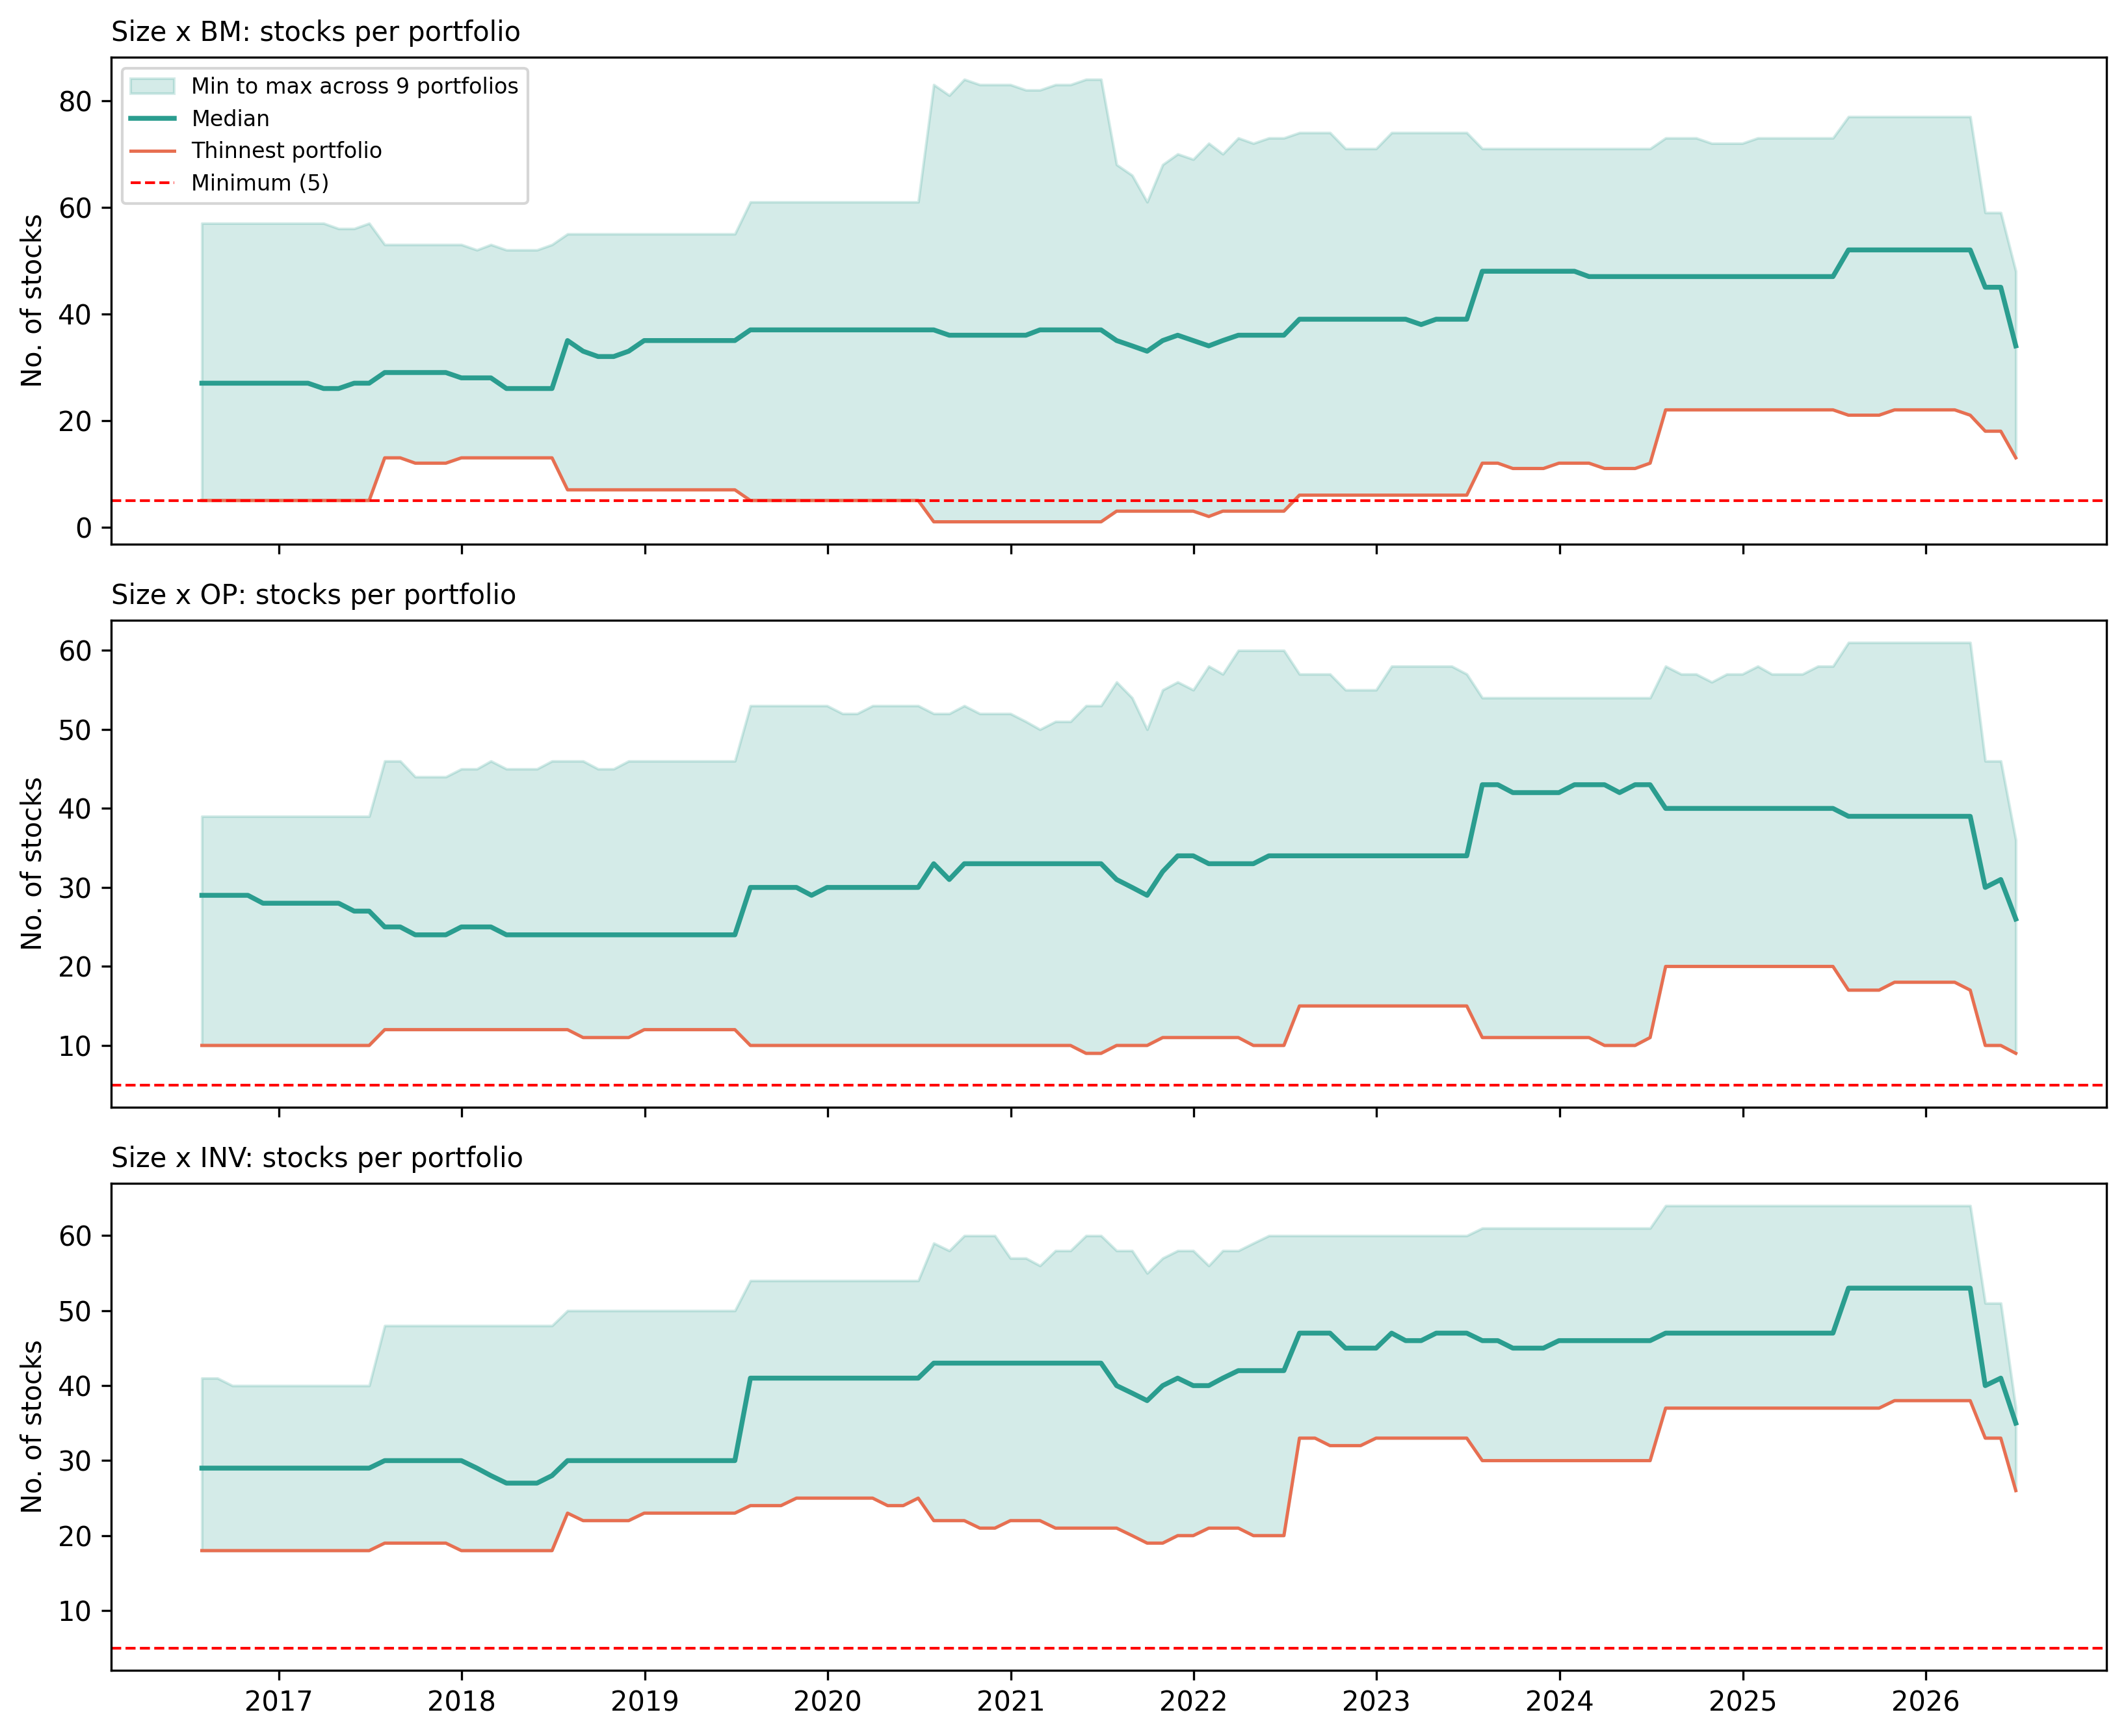 Size x BM: stocks per portfolio
Min to max across 9 portfolios
Median
Thinnest portfolio
Minimum (5)
No. of stocks
80
60
40
20
0
Size x OP: stocks per portfolio
No. of stocks
60
50
40
30
20
10
Size x INV: stocks per portfolio
No. of stocks
60
50
40
30
20
10
2017 2018 2019 2020 2021 2022 2023 2024 2025 2026